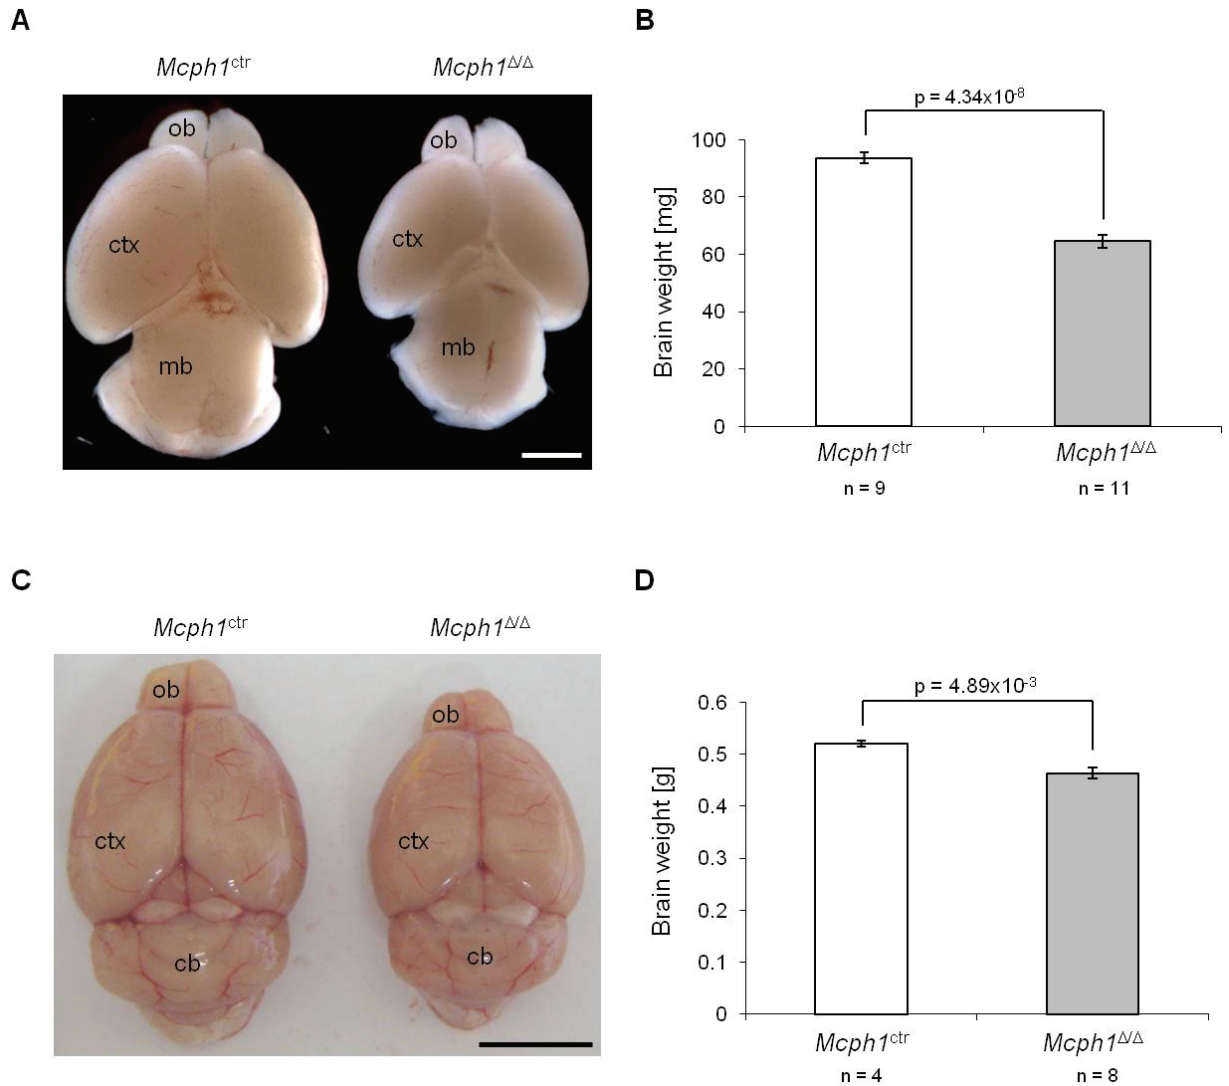 A
B
Mcph1ctr
Mcph1Δ/Δ
ob
ob
ctx
ctx
mb
mb
p = 4.34x10-8
Brain weight [mg]
100
80
60
40
20
0
Mcph1ctr
Mcph1Δ/Δ
n = 9
n = 11
C
D
Mcph1ctr
Mcph1Δ/Δ
ob
ob
ctx
ctx
cb
cb
p = 4.89x10-3
Brain weight [g]
0.6
0.5
0.4
0.3
0.2
0.1
0
Mcph1ctr
Mcph1Δ/Δ
n = 4
n = 8